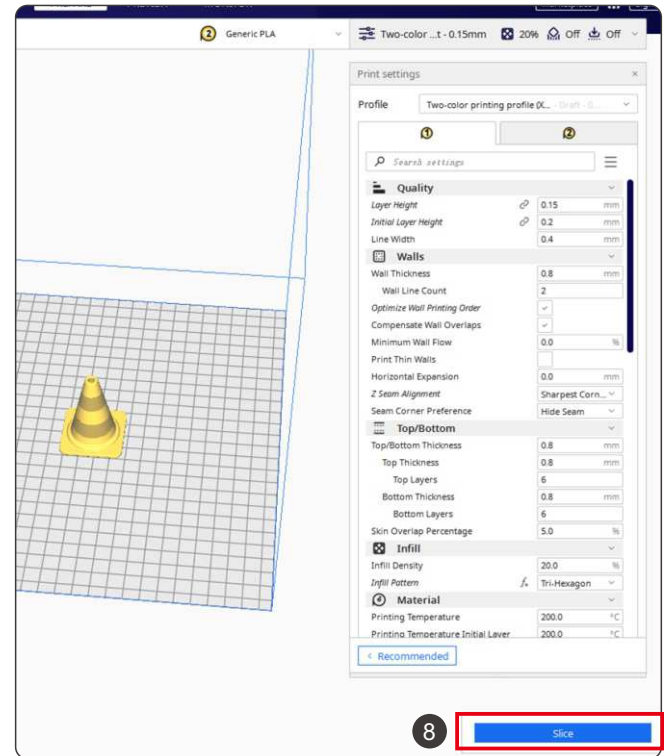 2 Generic PLA
Two-color ...t - 0.15mm 20% Off Off
Print settings ×
Profile Two-color printing profile (X... - Draft - 0...
1 2
Search settings
Quality
Layer Height 0.15 mm
Initial Layer Height 0.2 mm
Line Width 0.4 mm
Walls
Wall Thickness 0.8 mm
Wall Line Count 2
Optimize Wall Printing Order
Compensate Wall Overlaps
Minimum Wall Flow 0.0 %
Print Thin Walls
Horizontal Expansion 0.0 mm
Z Seam Alignment Sharpest Corn...
Seam Corner Preference Hide Seam
Top/Bottom
Top/Bottom Thickness 0.8 mm
Top Thickness 0.8 mm
Top Layers 6
Bottom Thickness 0.8 mm
Bottom Layers 6
Skin Overlap Percentage 5.0 %
Infill
Infill Density 20.0 %
Infill Pattern Tri-Hexagon
Material
Printing Temperature 200.0 °C
Printing Temperature Initial Layer 200.0 °C
< Recommended
8 Slice